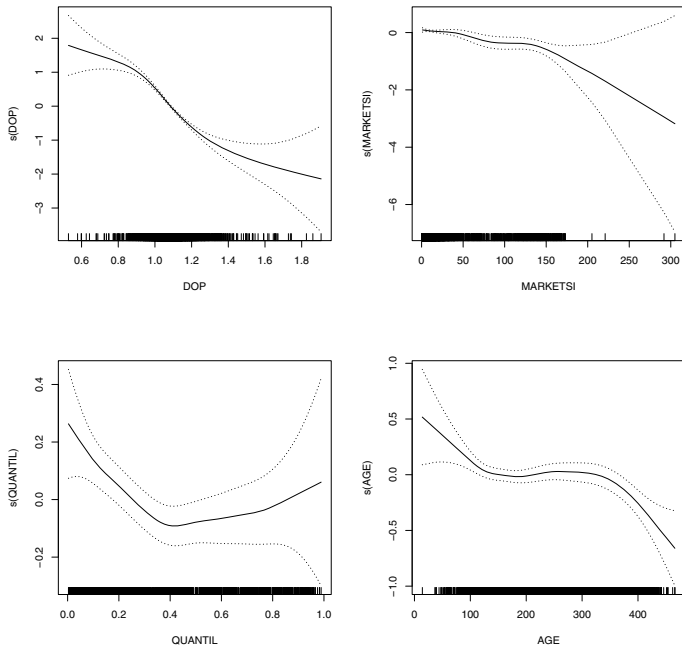 2
1
0
−1
−2
−3
s(DOP)
0.6 0.8 1.0 1.2 1.4 1.6 1.8
DOP
0
−2
−4
−6
s(MARKETSI)
0 50 100 150 200 250 300
MARKETSI
0.4
0.2
0.0
−0.2
s(QUANTIL)
0.0 0.2 0.4 0.6 0.8 1.0
QUANTIL
1.0
0.5
0.0
−0.5
−1.0
s(AGE)
0 100 200 300 400
AGE